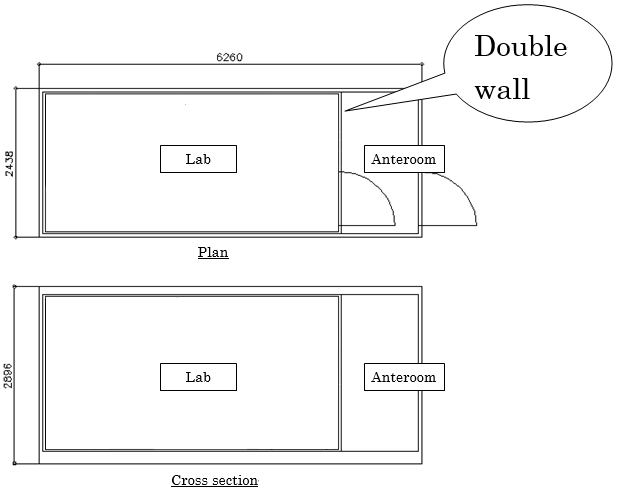 6260
Double
wall
2438
Lab
Anteroom
Plan
2896
Lab
Anteroom
Cross section